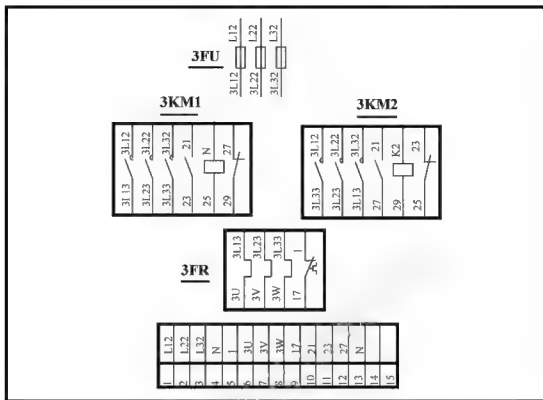 L12 L22 L32
3FU
3L12 3L22 3L32
3KM1
3L12 3L22 3L32 21 N 27
3L13 3L23 3L33 23 25 29
3KM2
3L12 3L22 3L32 21 K2 23
3L33 3L23 3L13 27 29 25
3L13 3L23 3L33 1
3FR
3U 3V 3W 17
L12 L22 L32 N 1 3U 3V 3W 17 21 23 27 N
1 2 3 4 5 6 7 8 9 10 11 12 13 14 15